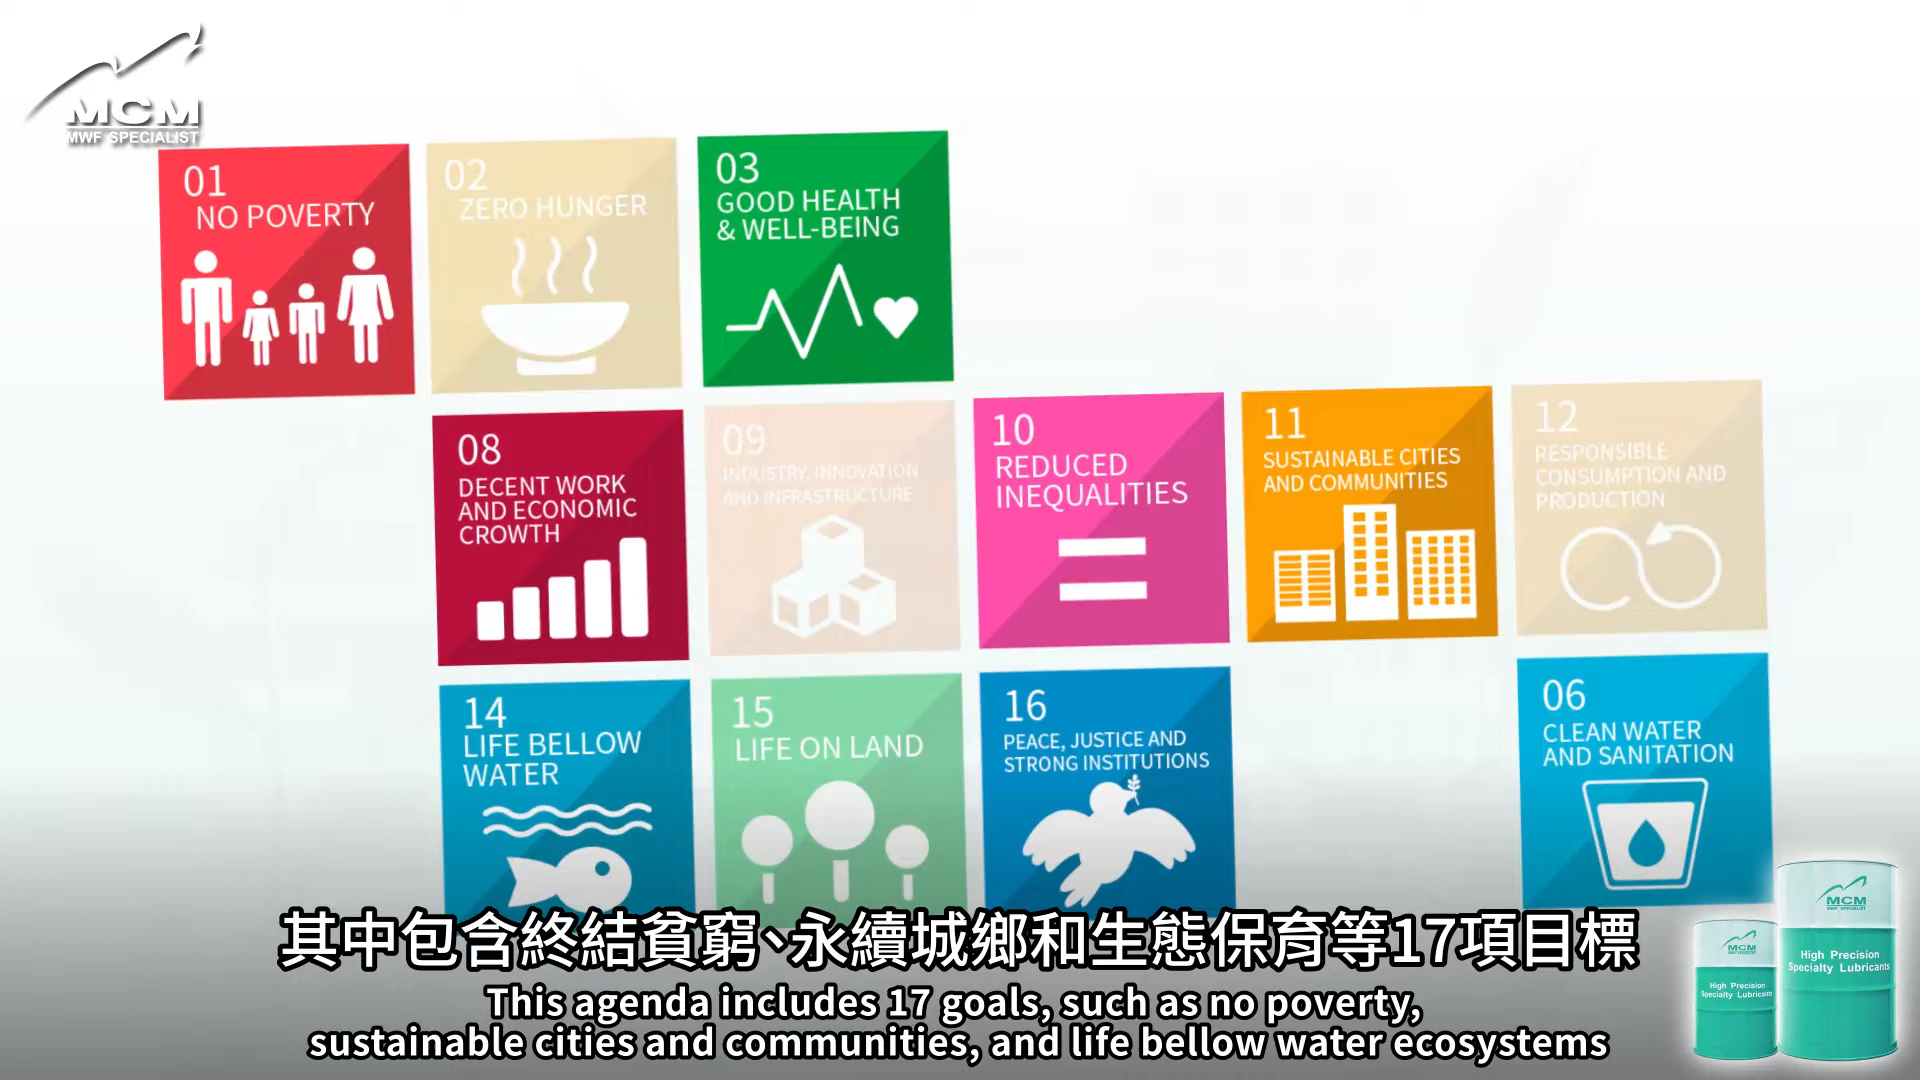 MCM
MWF SPECIALIST
01
NO POVERTY
02
ZERO HUNGER
03
GOOD HEALTH
& WELL-BEING
08
DECENT WORK
AND ECONOMIC
CROWTH
09
INDUSTRY, INNOVATION
AND INFRASTRUCTURE
10
REDUCED
INEQUALITIES
11
SUSTAINABLE CITIES
AND COMMUNITIES
12
RESPONSIBLE
CONSUMPTION AND
PRODUCTION
14
LIFE BELLOW
WATER
15
LIFE ON LAND
16
PEACE, JUSTICE AND
STRONG INSTITUTIONS
06
CLEAN WATER
AND SANITATION
其中包含終結貧窮、永續城鄉和生態保育等17項目標
This agenda includes 17 goals, such as no poverty,
sustainable cities and communities, and life bellow water ecosystems
MCM
MWF SPECIALIST
High Precision
Specialty Lubricants
MCM
High Precision
Specialty Lubricants